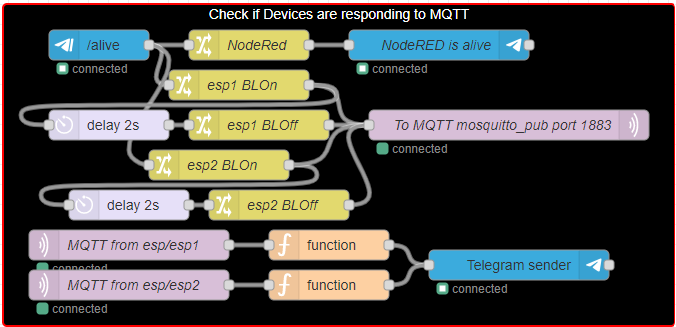 Check if Devices are responding to MQTT
/alive
NodeRed
NodeRED is alive
connected
connected
esp1 BLOn
delay 2s
esp1 BLOff
To MQTT mosquitto_pub port 1883
connected
esp2 BLOn
delay 2s
esp2 BLOff
MQTT from esp/esp1
function
connected
Telegram sender
MQTT from esp/esp2
function
connected
connected